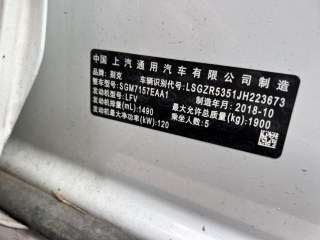 中国上汽通用汽车有限公司制造
品牌：别克 车辆识别代号：LSGZR5351JH223673
整车型号：SGM7157EAA1
发动机型号：LFV 制造年月：2018-10
发动机排量(mL)：1490 最大允许总质量(kg)：1900
发动机最大净功率(kW)：120 乘坐人数：5